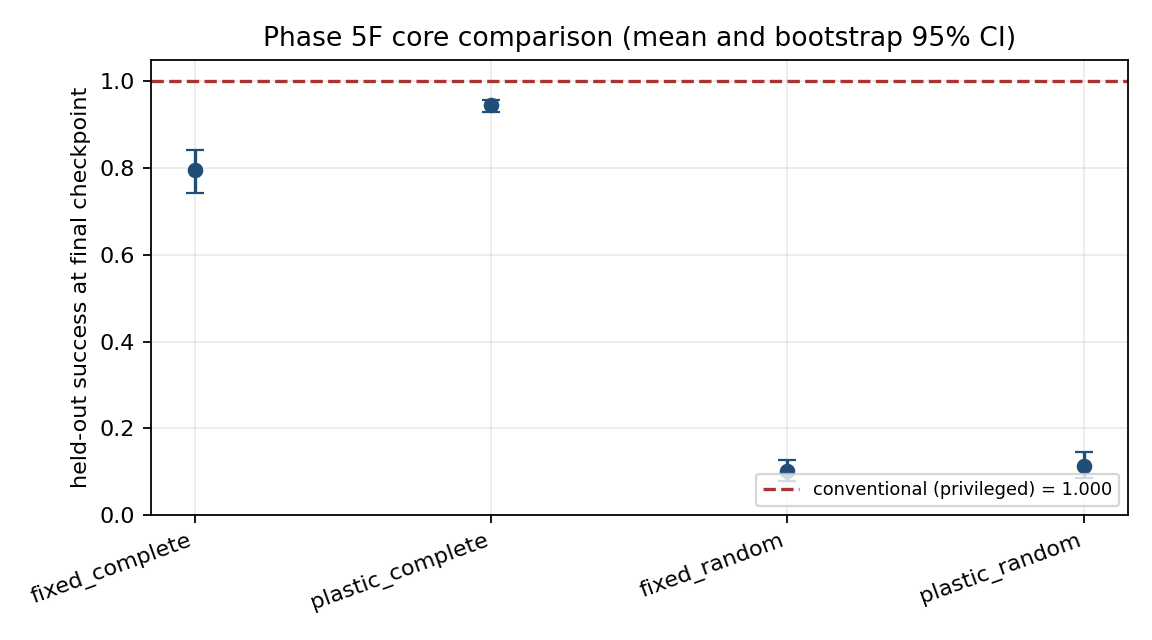 Phase 5F core comparison (mean and bootstrap 95% CI)
held-out success at final checkpoint
1.0
0.8
0.6
0.4
0.2
0.0
conventional (privileged) = 1.000
fixed_complete
plastic_complete
fixed_random
plastic_random